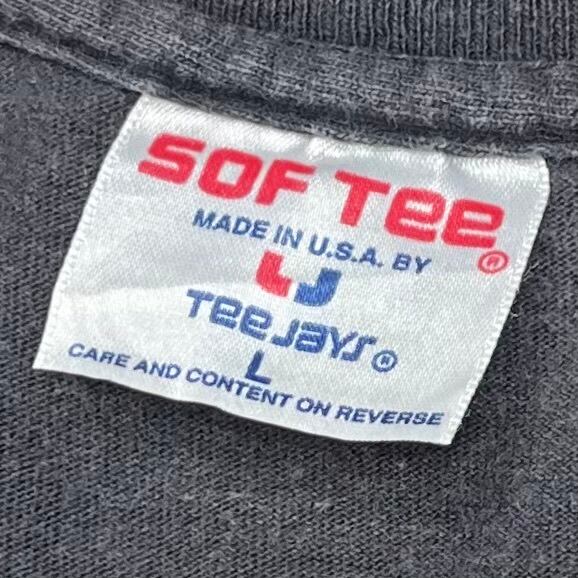 SOF TEE®
MADE IN U.S.A. BY
TEE JAYS®
L
CARE AND CONTENT ON REVERSE